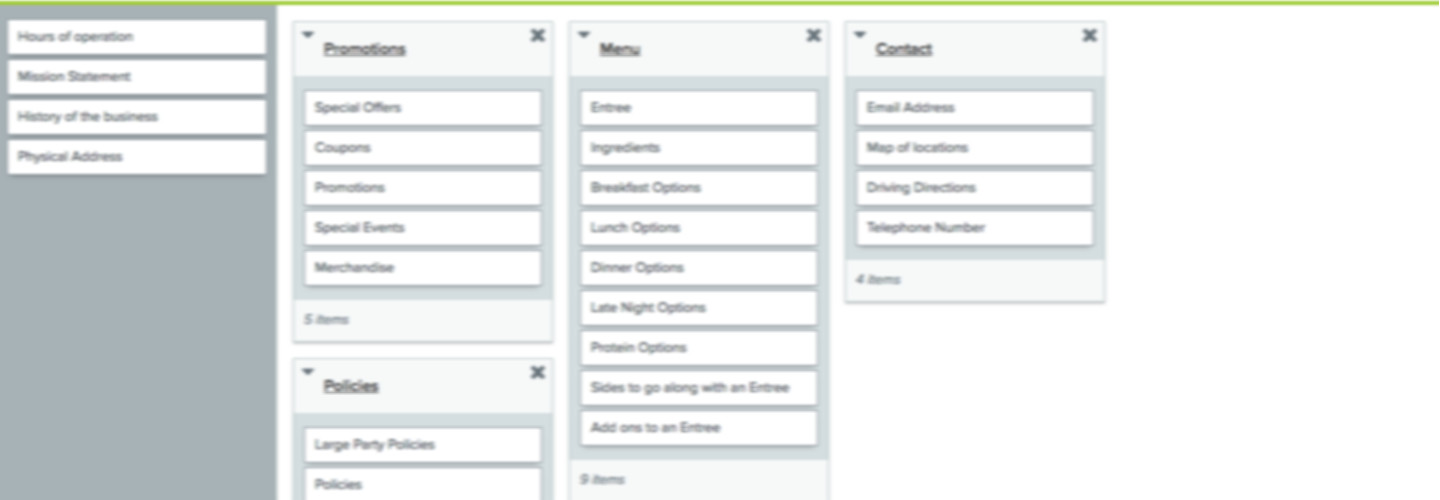 Hours of operation
Mission Statement
History of the business
Physical Address
Promotions
Special Offers
Coupons
Promotions
Special Events
Merchandise
5 items
Policies
Large Party Policies
Policies
Menu
Entree
Ingredients
Breakfast Options
Lunch Options
Dinner Options
Late Night Options
Protein Options
Sides to go along with an Entree
Add ons to an Entree
9 items
Contact
Email Address
Map of locations
Driving Directions
Telephone Number
4 items